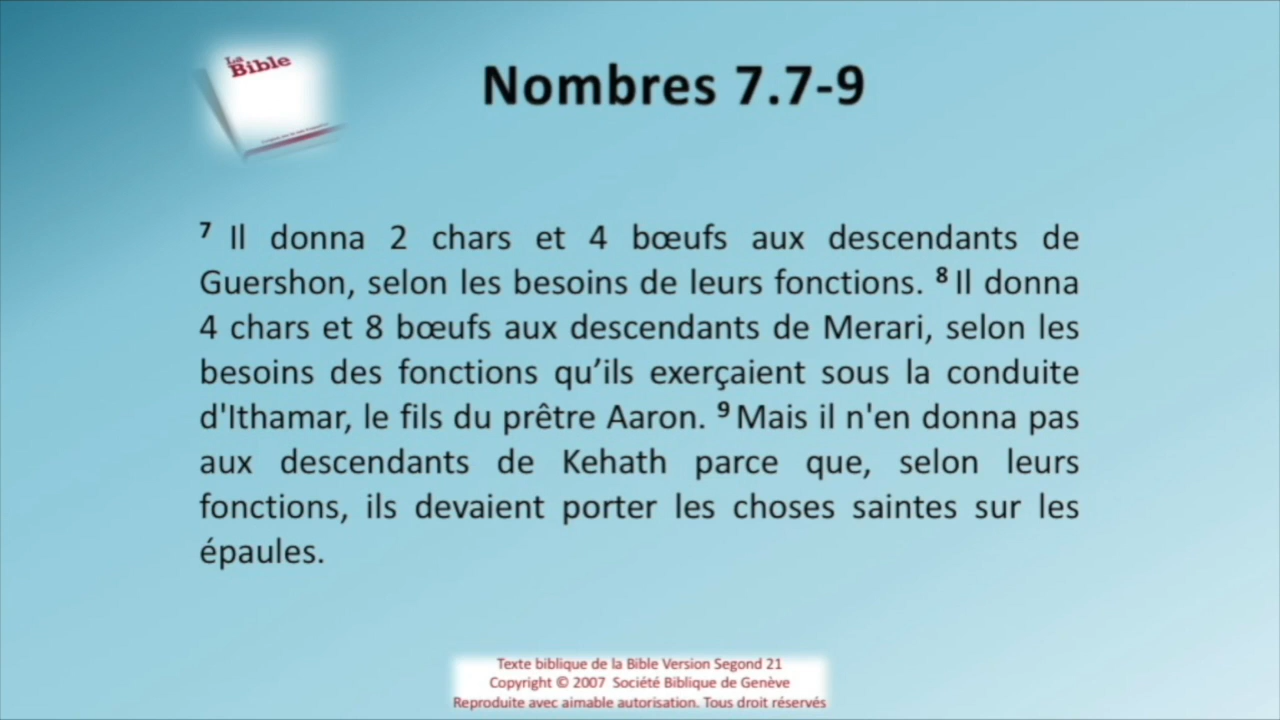 La
Bible
Nombres 7.7-9
⁷ Il donna 2 chars et 4 bœufs aux descendants de
Guershon, selon les besoins de leurs fonctions. ⁸ Il donna
4 chars et 8 bœufs aux descendants de Merari, selon les
besoins des fonctions qu’ils exerçaient sous la conduite
d'Ithamar, le fils du prêtre Aaron. ⁹ Mais il n'en donna pas
aux descendants de Kehath parce que, selon leurs
fonctions, ils devaient porter les choses saintes sur les
épaules.
Texte biblique de la Bible Version Segond 21
Copyright © 2007 Société Biblique de Genève
Reproduite avec aimable autorisation. Tous droit réservés